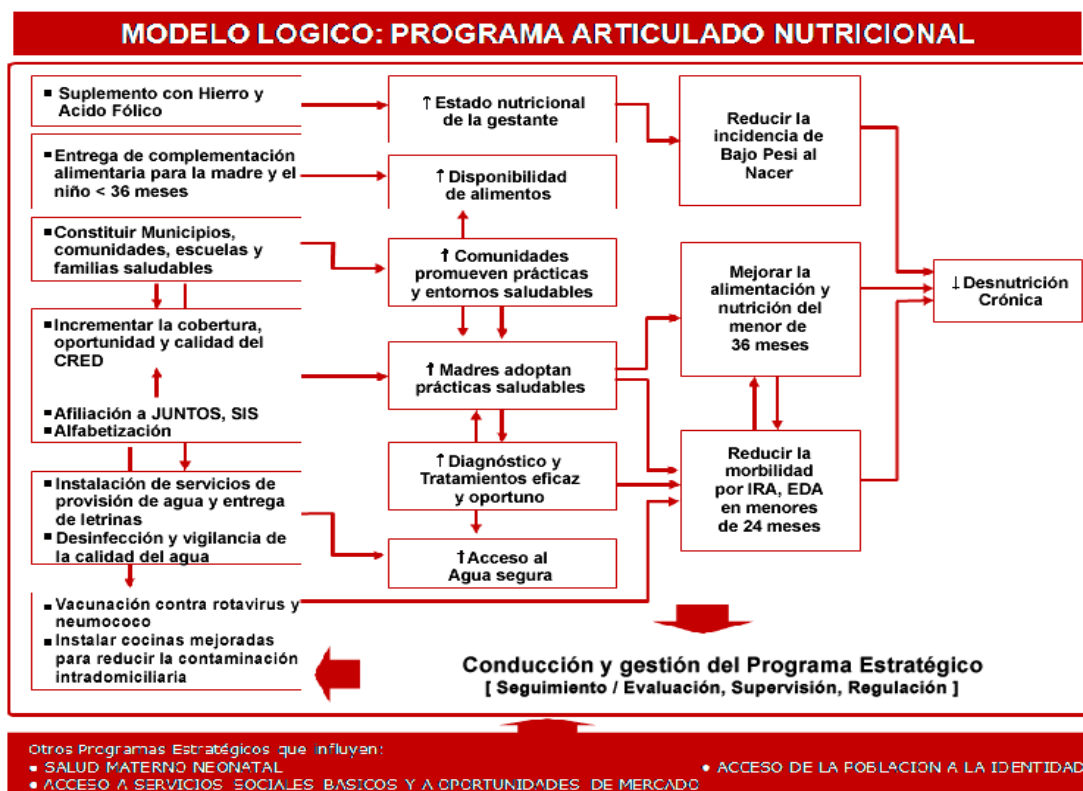 MODELO LOGICO: PROGRAMA ARTICULADO NUTRICIONAL
▪ Suplemento con Hierro y
Acido Fólico
▪ Entrega de complementación
alimentaria para la madre y el
niño < 36 meses
▪ Constituir Municipios,
comunidades, escuelas y
familias saludables
▪ Incrementar la cobertura,
oportunidad y calidad del
CRED
▪ Afiliación a JUNTOS, SIS
▪ Alfabetización
▪ Instalación de servicios de
provisión de agua y entrega
de letrinas
▪ Desinfección y vigilancia de
la calidad del agua
▪ Vacunación contra rotavirus y
neumococo
▪ Instalar cocinas mejoradas
para reducir la contaminación
intradomiciliaria
↑ Estado nutricional
de la gestante
↑ Disponibilidad
de alimentos
↑ Comunidades
promueven prácticas
y entornos saludables
↑ Madres adoptan
prácticas saludables
↑ Diagnóstico y
Tratamientos eficaz
y oportuno
↑ Acceso al
Agua segura
Reducir la
incidencia de
Bajo Pesi al
Nacer
Mejorar la
alimentación y
nutrición del
menor de
36 meses
Reducir la
morbilidad
por IRA, EDA
en menores
de 24 meses
↓ Desnutrición
Crónica
Conducción y gestión del Programa Estratégico
[ Seguimiento / Evaluación, Supervisión, Regulación ]
Otros Programas Estratégicos que influyen:
• SALUD MATERNO NEONATAL
• ACCESO DE LA POBLACION A LA IDENTIDAD
• ACCESO A SERVICIOS SOCIALES BASICOS Y A OPORTUNIDADES DE MERCADO